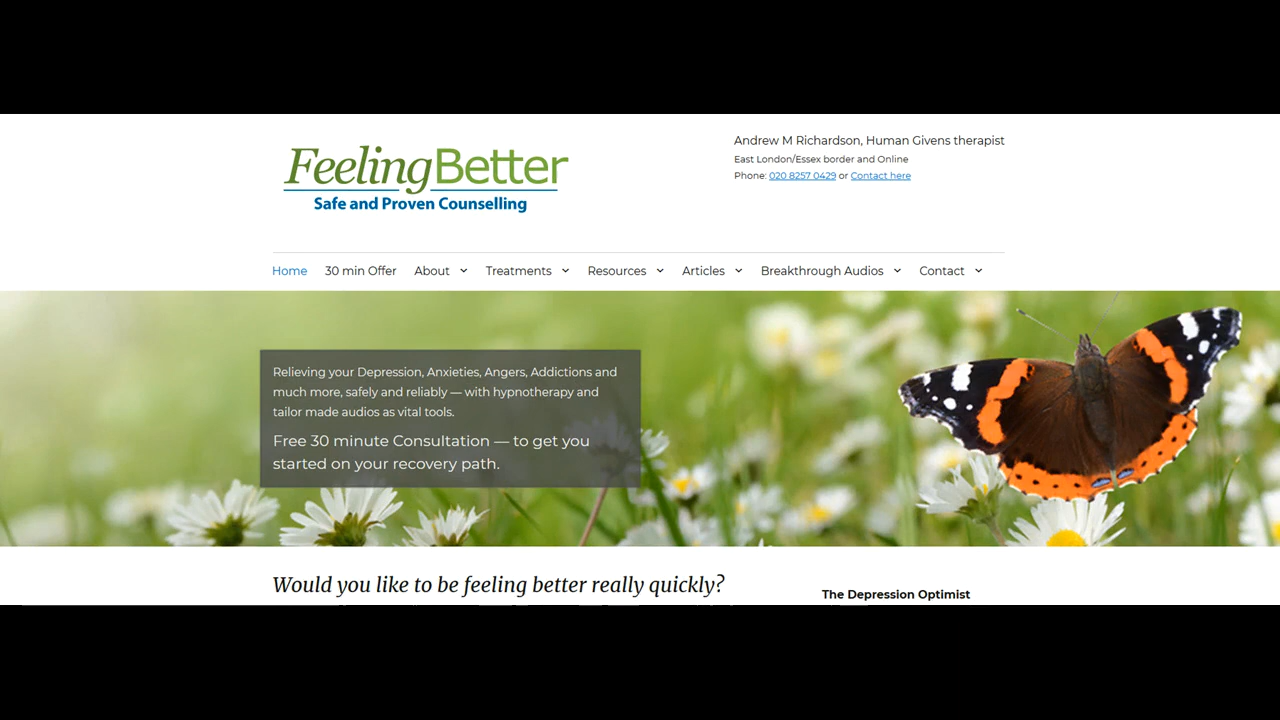 FeelingBetter
Safe and Proven Counselling
Andrew M Richardson, Human Givens therapist
East London/Essex border and Online
Phone: 020 8257 0429 or Contact here
Home 30 min Offer About Treatments Resources Articles Breakthrough Audios Contact
Relieving your Depression, Anxieties, Angers, Addictions and
much more, safely and reliably — with hypnotherapy and
tailor made audios as vital tools.
Free 30 minute Consultation — to get you
started on your recovery path.
Would you like to be feeling better really quickly?
The Depression Optimist